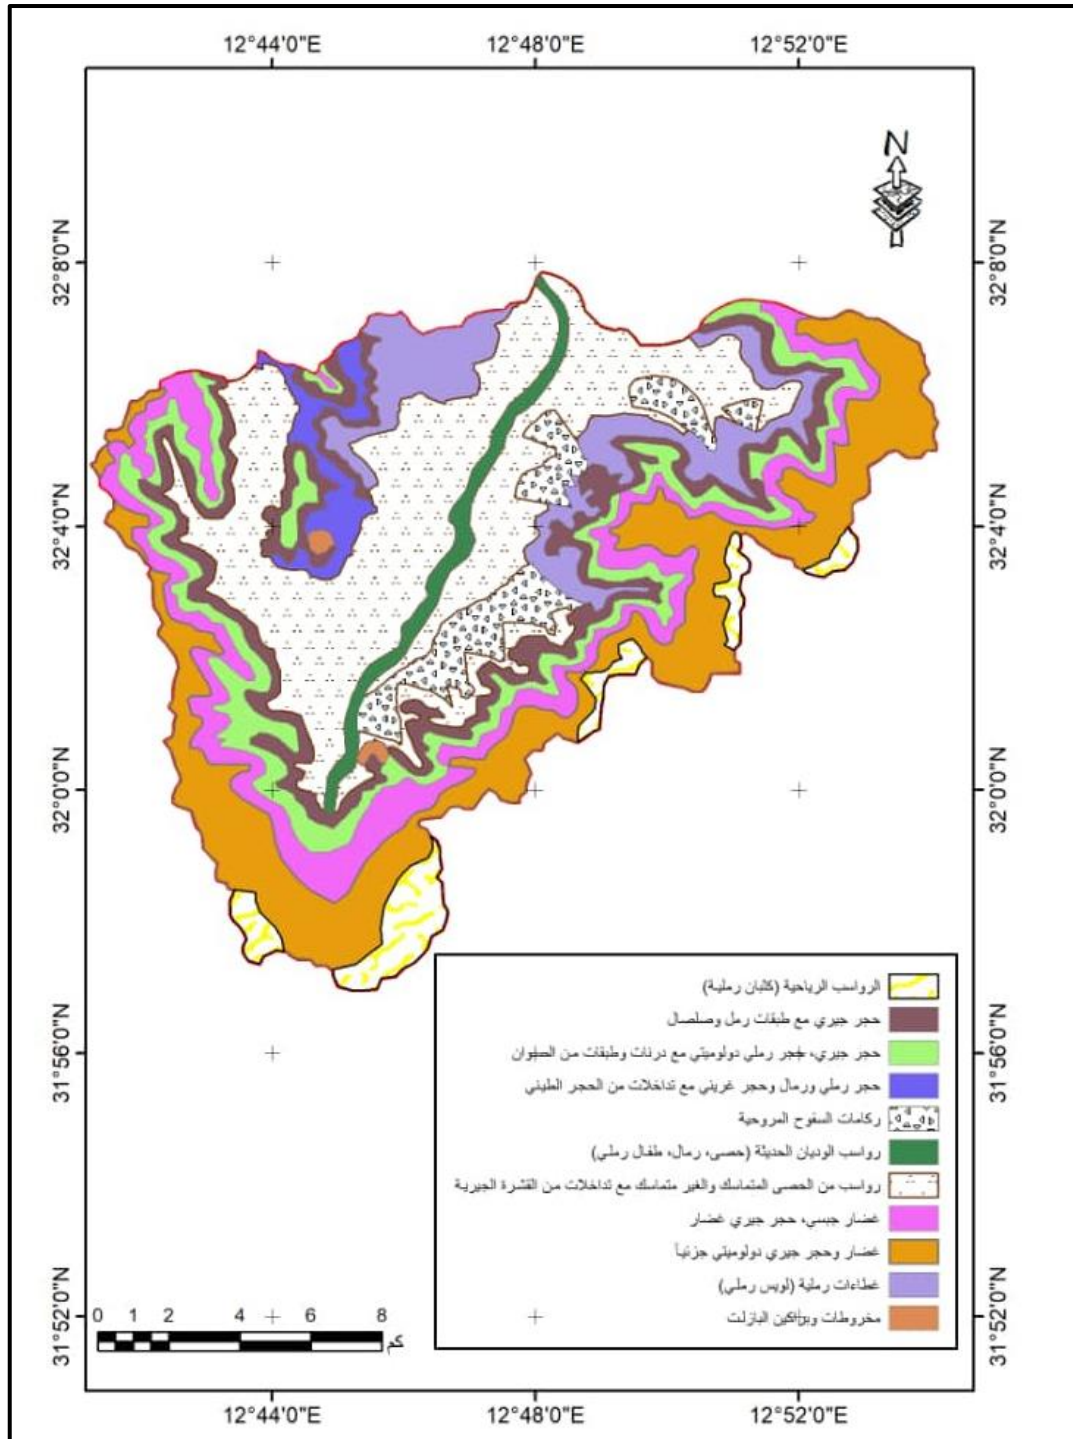 12°44'0"E 12°48'0"E 12°52'0"E
N
32°8'0"N 32°8'0"N
32°4'0"N 32°4'0"N
32°0'0"N 32°0'0"N
الرواسب الرياحية (كثبان رملية)
حجر جيري مع طبقات رمل وصلصال
حجر جيري، حجر رملي دولوميتي مع درنات وطبقات من الصوان
31°56'0"N 31°56'0"N
حجر رملي ورمال وحجر غريني مع تداخلات من الحجر الطيني
ركامات السفوح المروحية
رواسب الوديان الحديثة (حصى، رمال، طفال رملي)
رواسب من الحصى المتماسك والغير متماسك مع تداخلات من القشرة الجيرية
غضار جبسي، حجر جيري غضار
غضار وحجر جيري دولوميتي جزئياً
غطاءات رملية (لويس رملي)
مخروطات وبراكين البازلت
31°52'0"N 31°52'0"N
0 1 2 4 6 8
كم
12°44'0"E 12°48'0"E 12°52'0"E